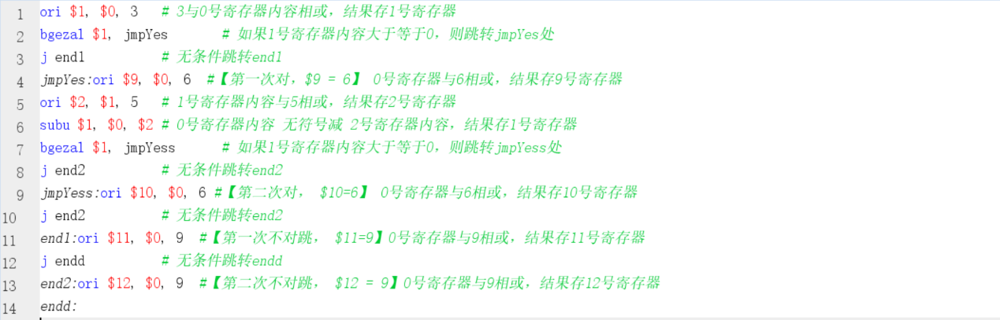 1 ori $1, $0, 3 # 3与0号寄存器内容相或，结果存1号寄存器
2 bgezal $1, jmpYes # 如果1号寄存器内容大于等于0，则跳转jmpYes处
3 j end1 # 无条件跳转end1
4 jmpYes:ori $9, $0, 6 #【第一次对，$9 = 6】 0号寄存器与6相或，结果存9号寄存器
5 ori $2, $1, 5 # 1号寄存器内容与5相或，结果存2号寄存器
6 subu $1, $0, $2 # 0号寄存器内容 无符号减 2号寄存器内容，结果存1号寄存器
7 bgezal $1, jmpYess # 如果1号寄存器内容大于等于0，则跳转jmpYess处
8 j end2 # 无条件跳转end2
9 jmpYess:ori $10, $0, 6 #【第二次对， $10=6】 0号寄存器与6相或，结果存10号寄存器
10 j end2 # 无条件跳转end2
11 end1:ori $11, $0, 9 #【第一次不对跳， $11=9】0号寄存器与9相或，结果存11号寄存器
12 j endd # 无条件跳转endd
13 end2:ori $12, $0, 9 #【第二次不对跳， $12 = 9】0号寄存器与9相或，结果存12号寄存器
14 endd: